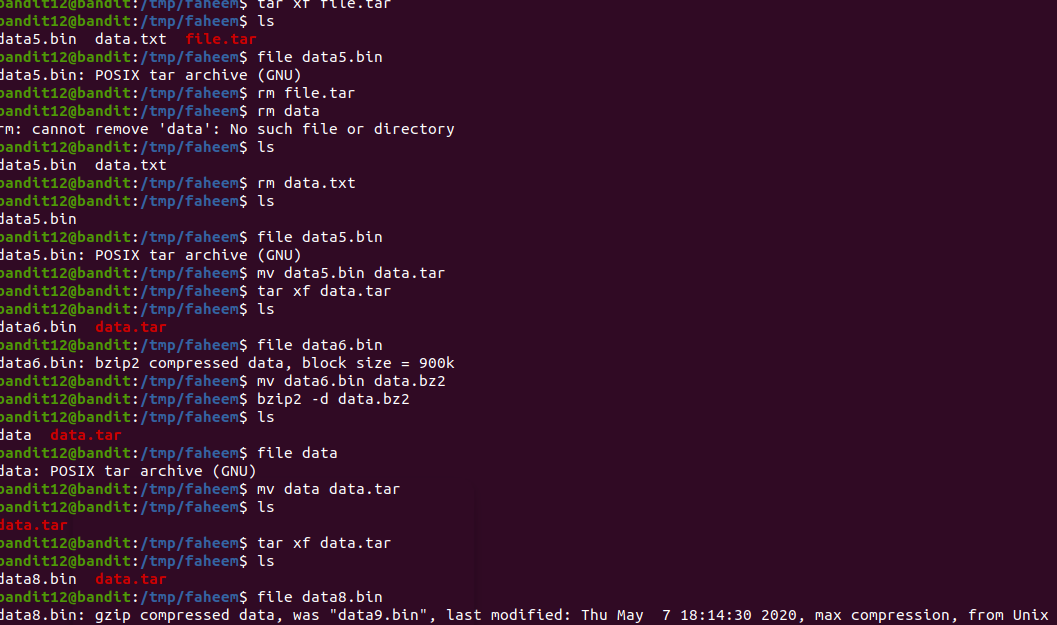 bandit12@bandit:/tmp/faheem$ tar xf file.tar
bandit12@bandit:/tmp/faheem$ ls
data5.bin  data.txt  file.tar
bandit12@bandit:/tmp/faheem$ file data5.bin
data5.bin: POSIX tar archive (GNU)
bandit12@bandit:/tmp/faheem$ rm file.tar
bandit12@bandit:/tmp/faheem$ rm data
rm: cannot remove 'data': No such file or directory
bandit12@bandit:/tmp/faheem$ ls
data5.bin  data.txt
bandit12@bandit:/tmp/faheem$ rm data.txt
bandit12@bandit:/tmp/faheem$ ls
data5.bin
bandit12@bandit:/tmp/faheem$ file data5.bin
data5.bin: POSIX tar archive (GNU)
bandit12@bandit:/tmp/faheem$ mv data5.bin data.tar
bandit12@bandit:/tmp/faheem$ tar xf data.tar
bandit12@bandit:/tmp/faheem$ ls
data6.bin  data.tar
bandit12@bandit:/tmp/faheem$ file data6.bin
data6.bin: bzip2 compressed data, block size = 900k
bandit12@bandit:/tmp/faheem$ mv data6.bin data.bz2
bandit12@bandit:/tmp/faheem$ bzip2 -d data.bz2
bandit12@bandit:/tmp/faheem$ ls
data  data.tar
bandit12@bandit:/tmp/faheem$ file data
data: POSIX tar archive (GNU)
bandit12@bandit:/tmp/faheem$ mv data data.tar
bandit12@bandit:/tmp/faheem$ ls
data.tar
bandit12@bandit:/tmp/faheem$ tar xf data.tar
bandit12@bandit:/tmp/faheem$ ls
data8.bin  data.tar
bandit12@bandit:/tmp/faheem$ file data8.bin
data8.bin: gzip compressed data, was "data9.bin", last modified: Thu May  7 18:14:30 2020, max compression, from Unix